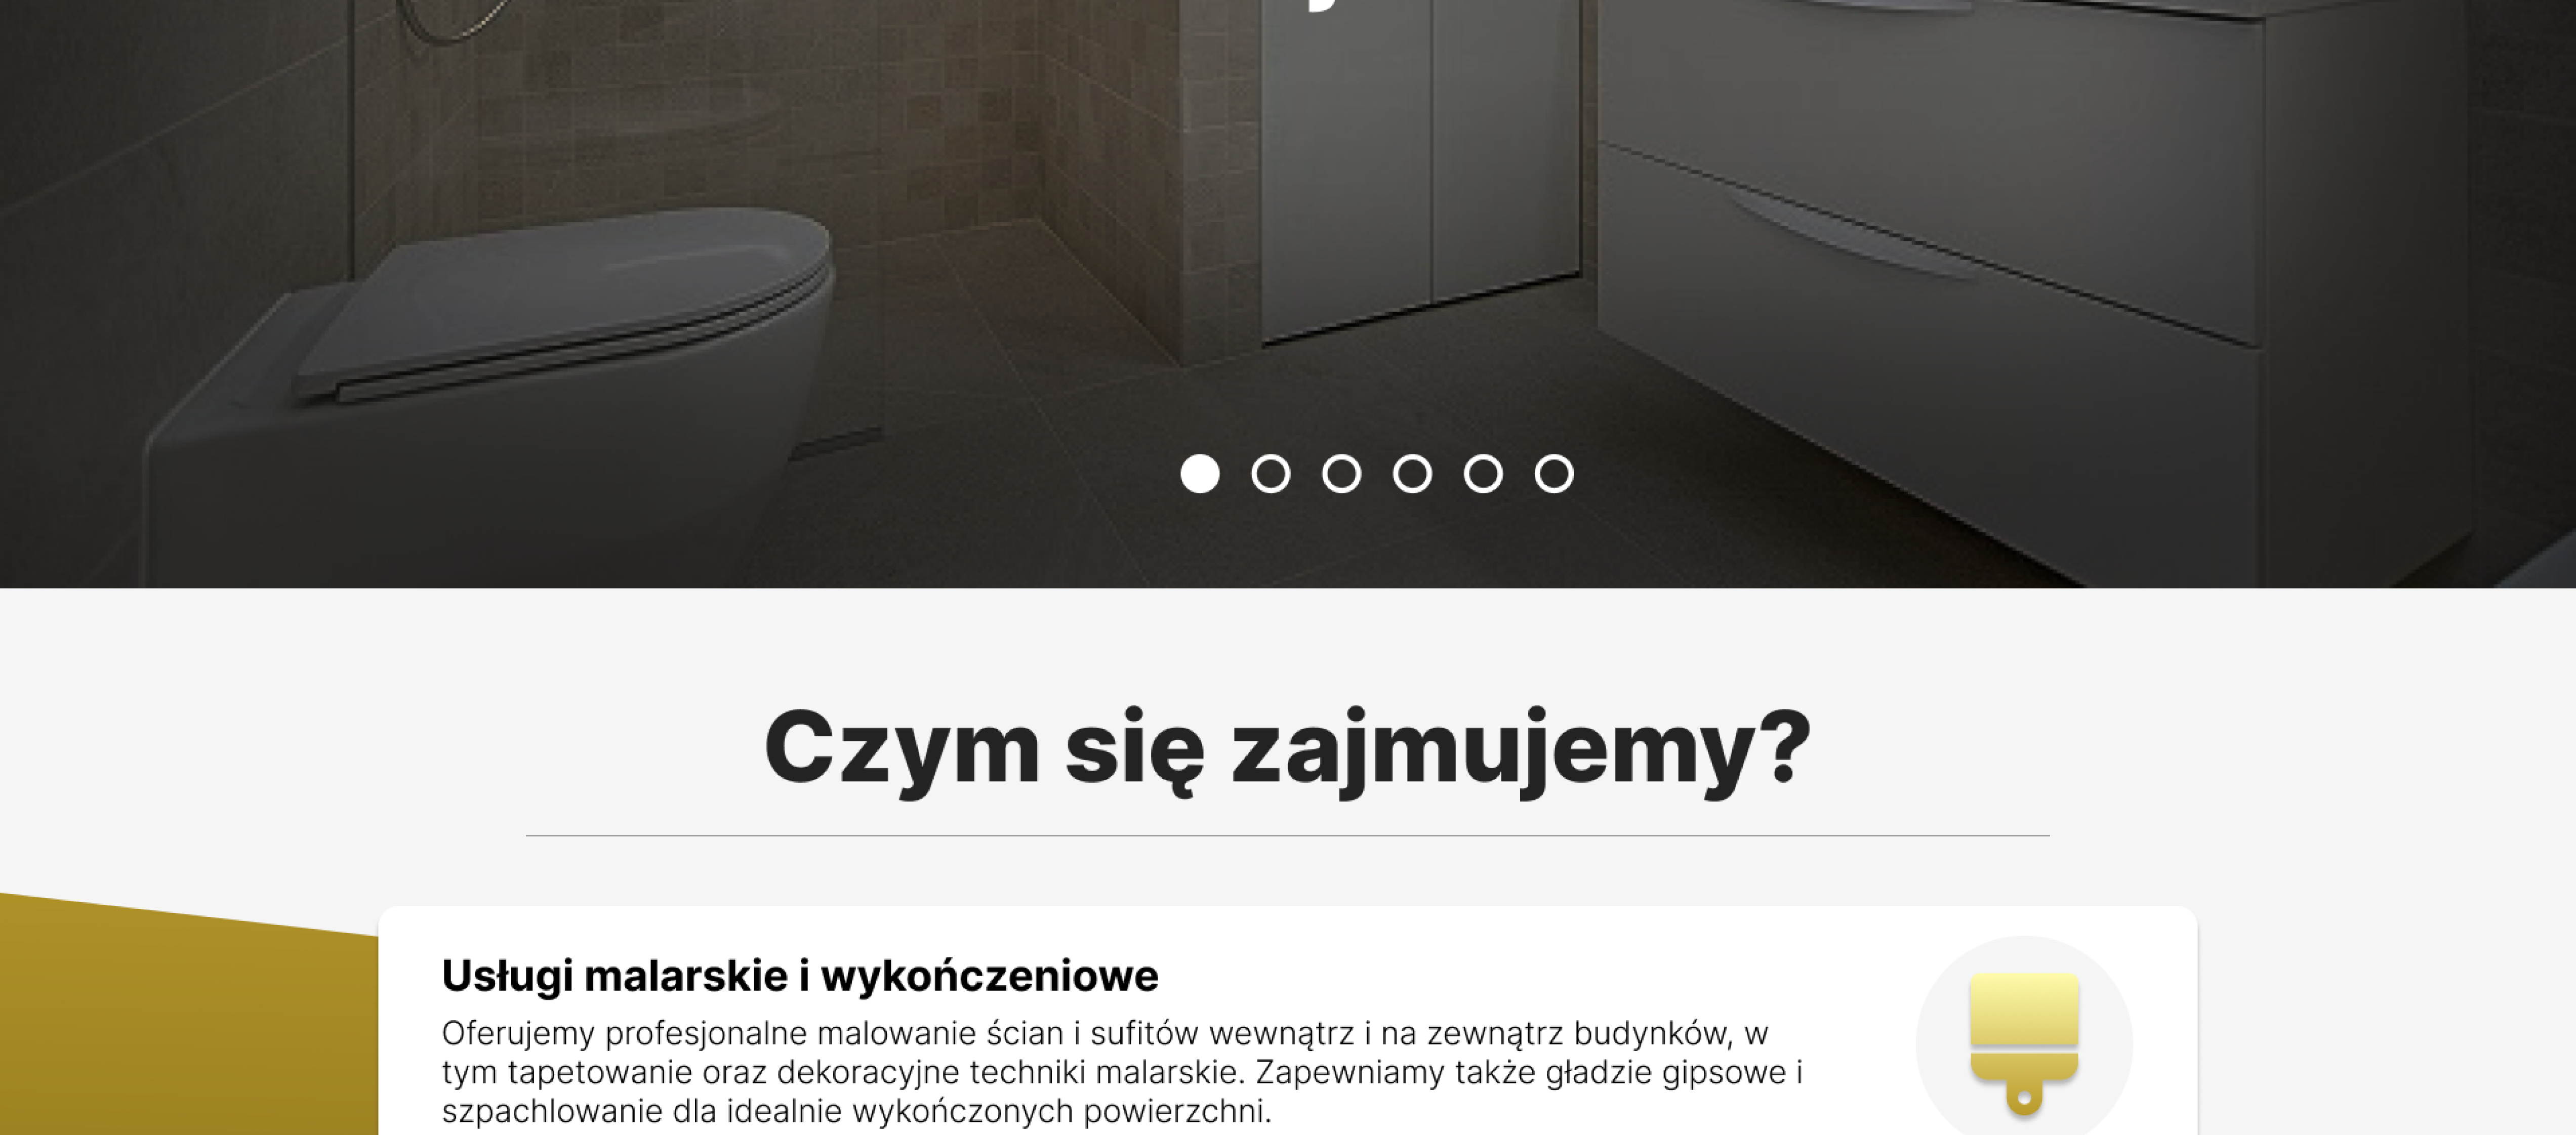 Czym się zajmujemy?
Usługi malarskie i wykończeniowe
Oferujemy profesjonalne malowanie ścian i sufitów wewnątrz i na zewnątrz budynków, w
tym tapetowanie oraz dekoracyjne techniki malarskie. Zapewniamy także gładzie gipsowe i
szpachlowanie dla idealnie wykończonych powierzchni.